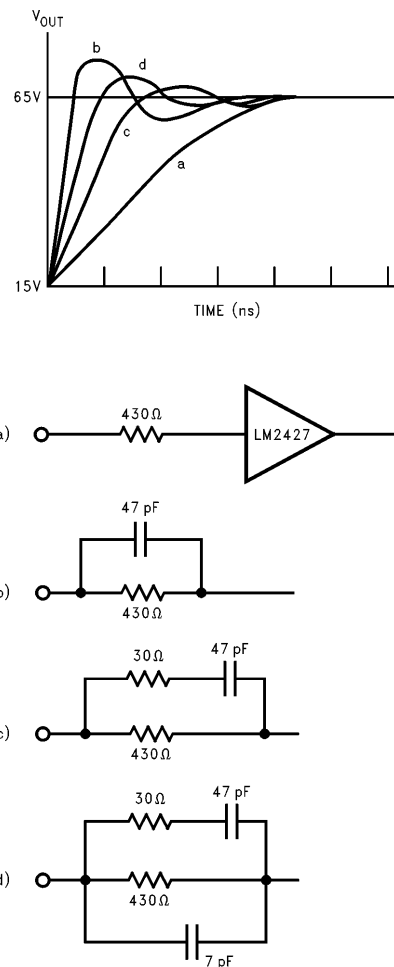 VOUT
b
d
65V
c
a
15V
TIME (ns)
430Ω
LM2427
a)
47 pF
b)
430Ω
30Ω
47 pF
c)
430Ω
30Ω
47 pF
d)
430Ω
7 pF